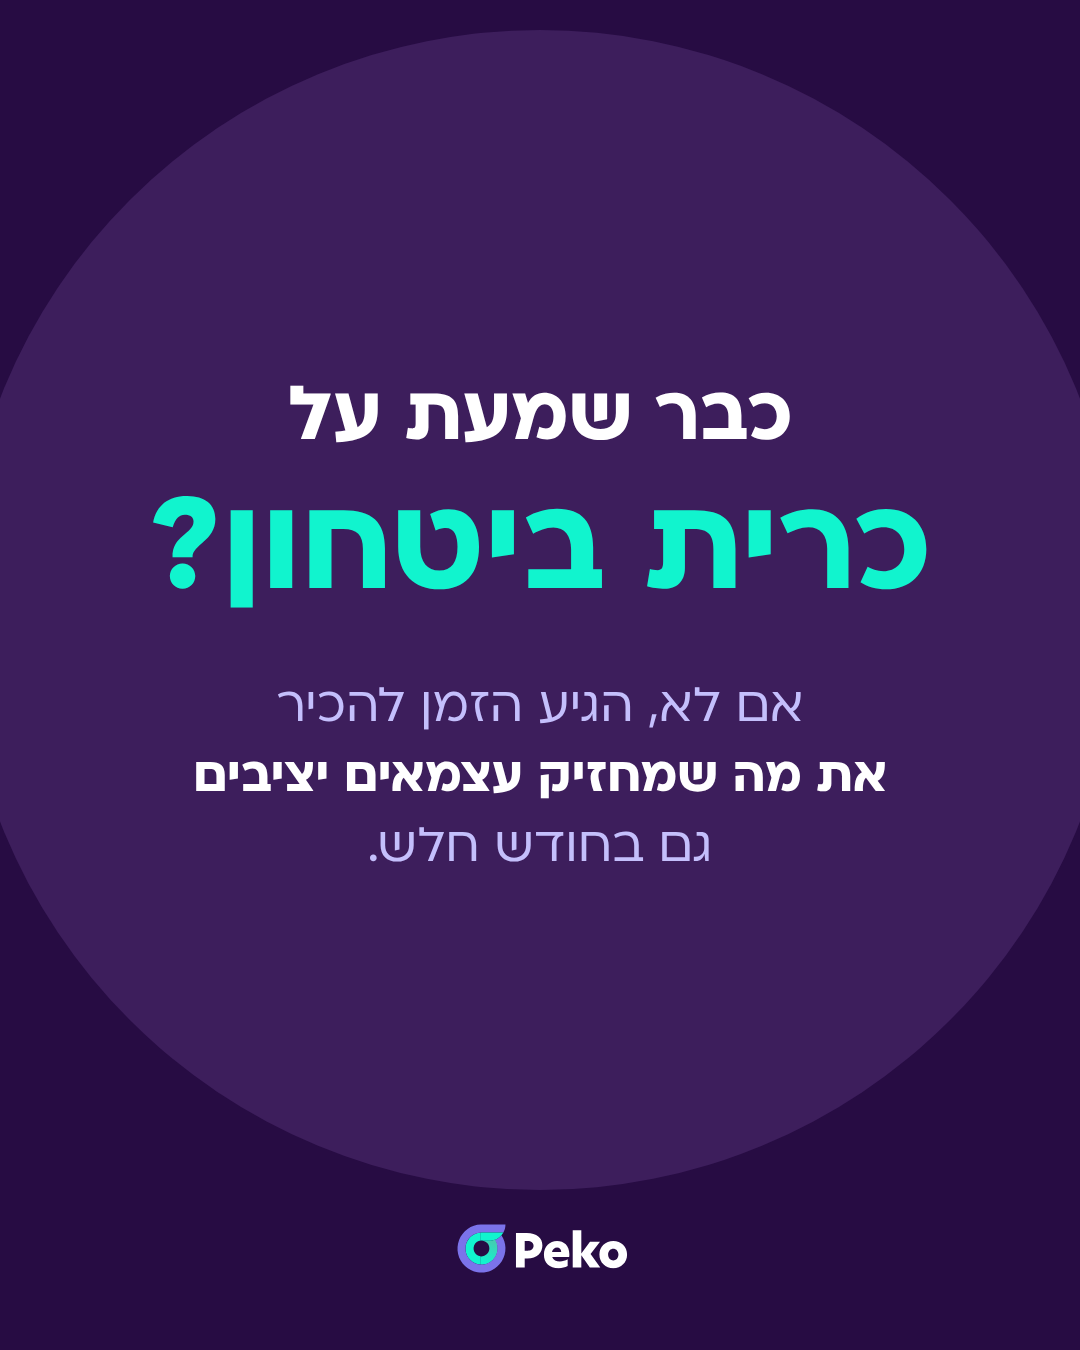 כבר שמעת על
כרית ביטחון?
אם לא, הגיע הזמן להכיר
את מה שמחזיק עצמאים יציבים
גם בחודש חלש.
Peko